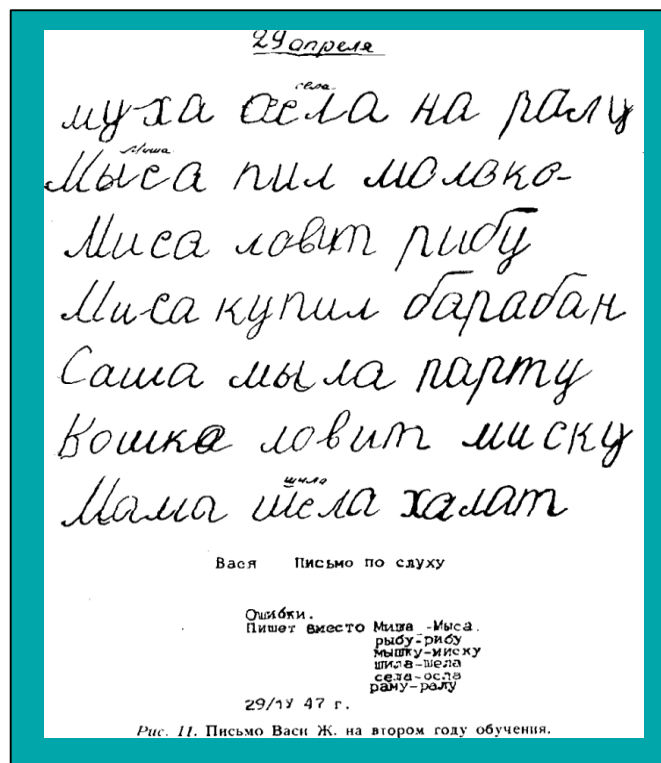 29 апреля
села
муха асла на ралу
Миша
Мыса пил молоко
Миса ловит рибу
Миса купил барабан
Саша мыла парту
Кошка ловит миску
шила
Мама шела халат
Вася Письмо по слуху
Ошибки.
Пишет вместо Миша -Мыса.
рыбу-рибу
мышку-миску
шила-шела
села-осла
раму-ралу
29/1У 47 г.
Рис. 11. Письмо Васи Ж. на втором году обучения.